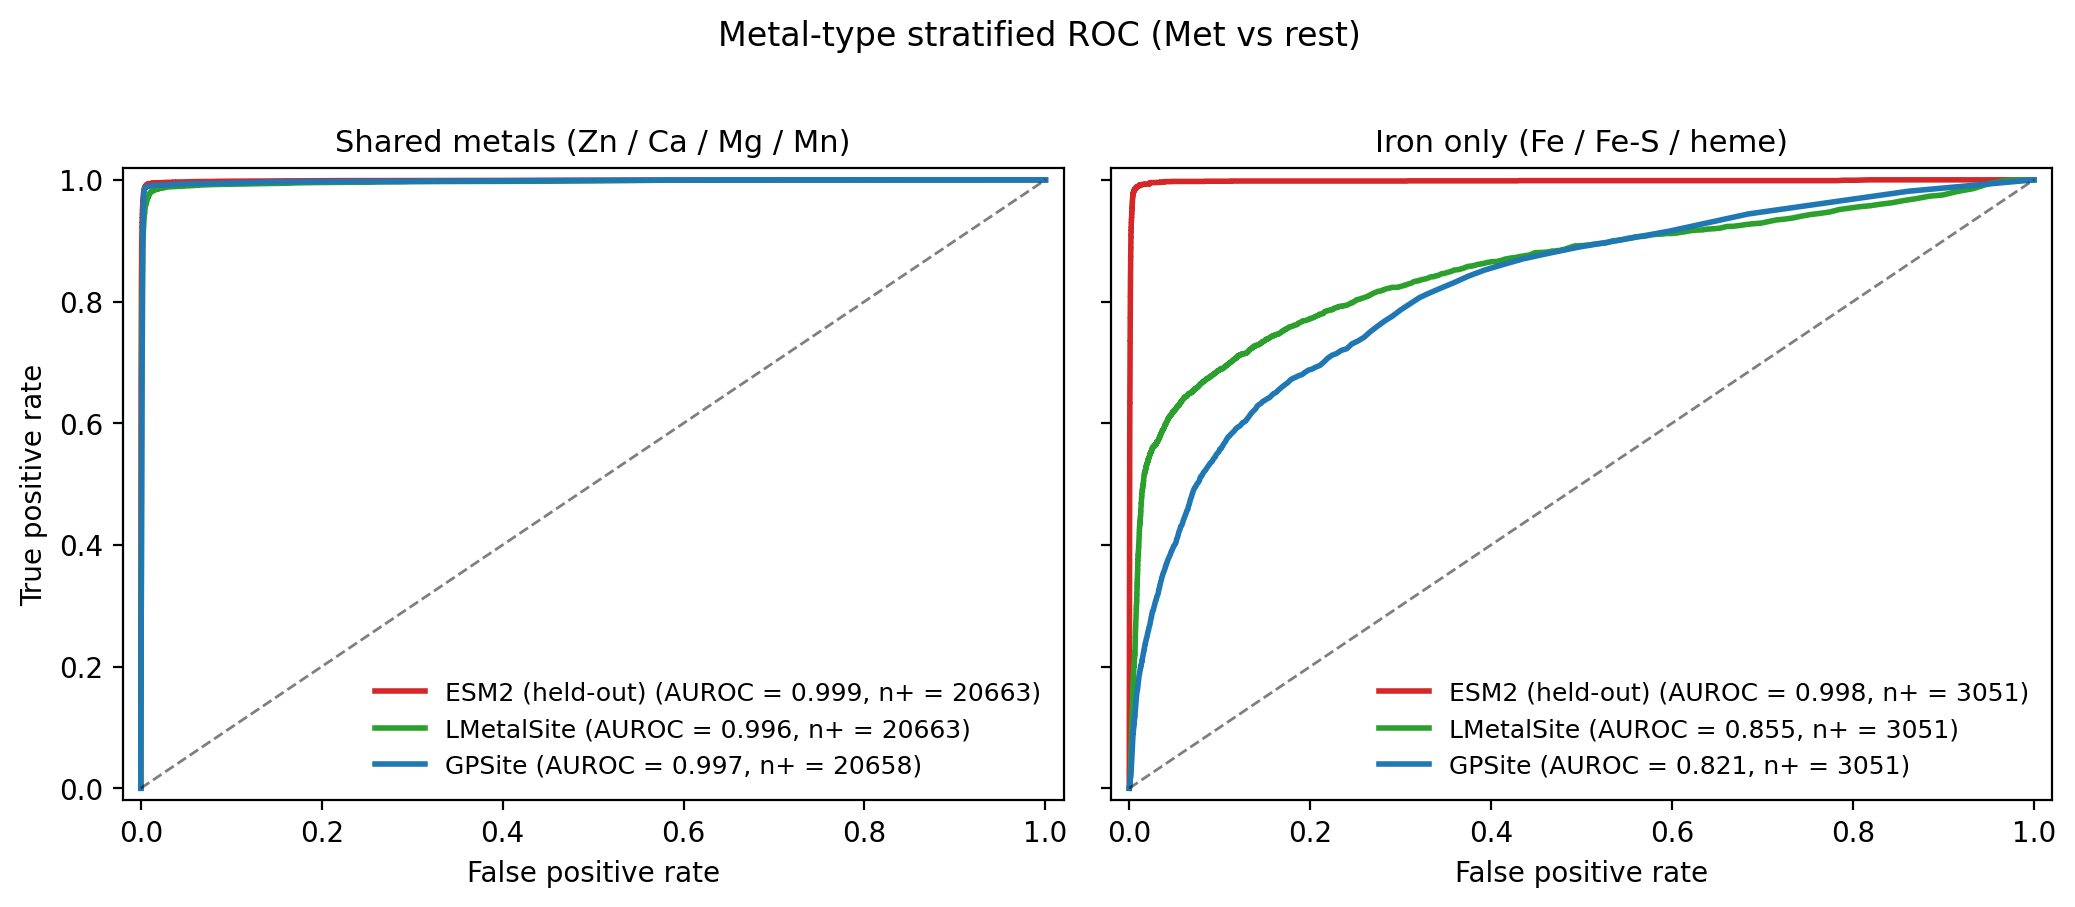 Metal-type stratified ROC (Met vs rest)
Shared metals (Zn / Ca / Mg / Mn)
True positive rate
1.0
0.8
0.6
0.4
0.2
0.0
ESM2 (held-out) (AUROC = 0.999, n+ = 20663)
LMetalSite (AUROC = 0.996, n+ = 20663)
GPSite (AUROC = 0.997, n+ = 20658)
0.0 0.2 0.4 0.6 0.8 1.0
False positive rate
Iron only (Fe / Fe-S / heme)
ESM2 (held-out) (AUROC = 0.998, n+ = 3051)
LMetalSite (AUROC = 0.855, n+ = 3051)
GPSite (AUROC = 0.821, n+ = 3051)
0.0 0.2 0.4 0.6 0.8 1.0
False positive rate